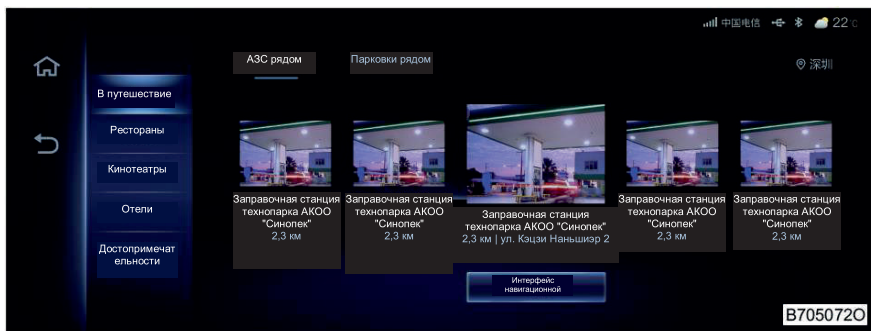 中国电信 22°C
АЗС рядом Парковки рядом 深圳
В путешествие
Рестораны
Кинотеатры
Отели
Достопримечат
ельности
Заправочная станция
технопарка АКОО
"Синопек"
2,3 км
Заправочная станция
технопарка АКОО
"Синопек"
2,3 км
Заправочная станция
технопарка АКОО "Синопек"
2,3 км | ул. Кэцзи Наньшиэр 2
Заправочная станция
технопарка АКОО
"Синопек"
2,3 км
Заправочная станция
технопарка АКОО
"Синопек"
2,3 км
Интерфейс
навигационной
B705072O